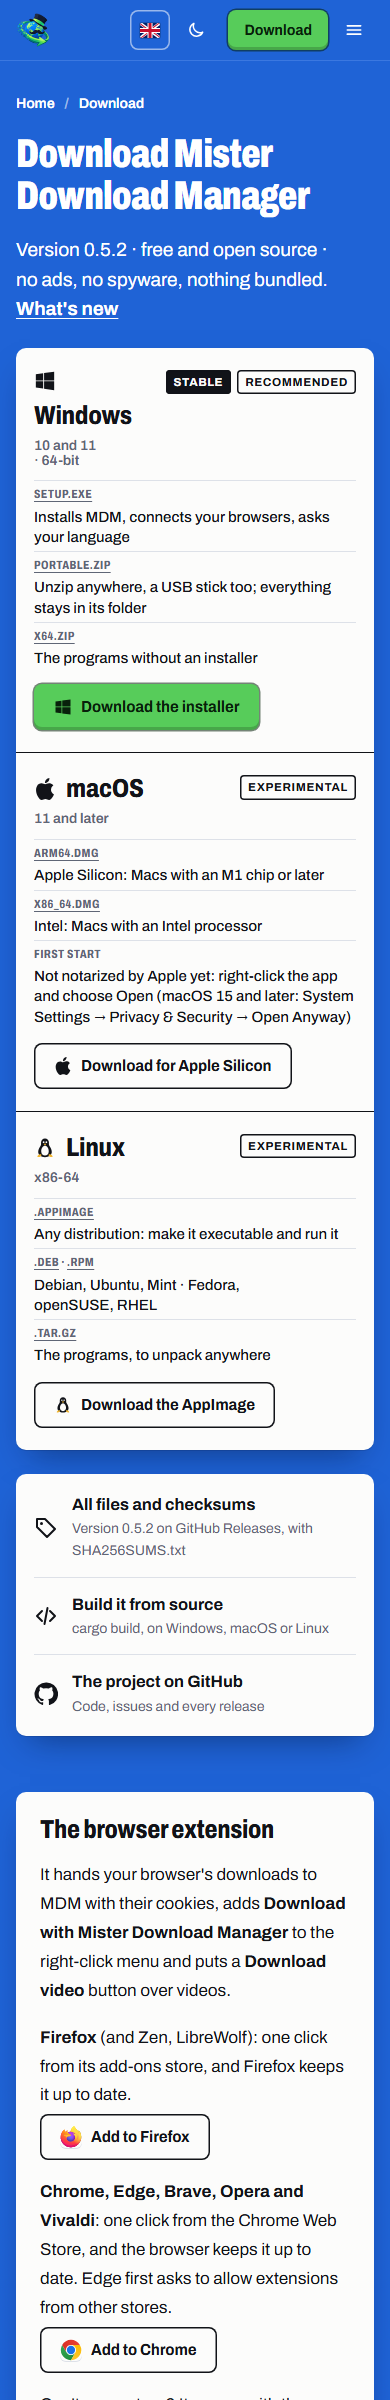 Download
Home / Download
Download Mister
Download Manager
Version 0.5.2 · free and open source ·
no ads, no spyware, nothing bundled.
What's new
STABLE RECOMMENDED
Windows
10 and 11
· 64-bit
SETUP.EXE
Installs MDM, connects your browsers, asks
your language
PORTABLE.ZIP
Unzip anywhere, a USB stick too; everything
stays in its folder
X64.ZIP
The programs without an installer
Download the installer
macOS EXPERIMENTAL
11 and later
ARM64.DMG
Apple Silicon: Macs with an M1 chip or later
X86_64.DMG
Intel: Macs with an Intel processor
FIRST START
Not notarized by Apple yet: right-click the app
and choose Open (macOS 15 and later: System
Settings → Privacy & Security → Open Anyway)
Download for Apple Silicon
Linux EXPERIMENTAL
x86-64
.APPIMAGE
Any distribution: make it executable and run it
.DEB · .RPM
Debian, Ubuntu, Mint · Fedora,
openSUSE, RHEL
.TAR.GZ
The programs, to unpack anywhere
Download the AppImage
All files and checksums
Version 0.5.2 on GitHub Releases, with
SHA256SUMS.txt
Build it from source
cargo build, on Windows, macOS or Linux
The project on GitHub
Code, issues and every release
The browser extension
It hands your browser's downloads to
MDM with their cookies, adds Download
with Mister Download Manager to the
right-click menu and puts a Download
video button over videos.
Firefox (and Zen, LibreWolf): one click
from its add-ons store, and Firefox keeps
it up to date.
Add to Firefox
Chrome, Edge, Brave, Opera and
Vivaldi: one click from the Chrome Web
Store, and the browser keeps it up to
date. Edge first asks to allow extensions
from other stores.
Add to Chrome